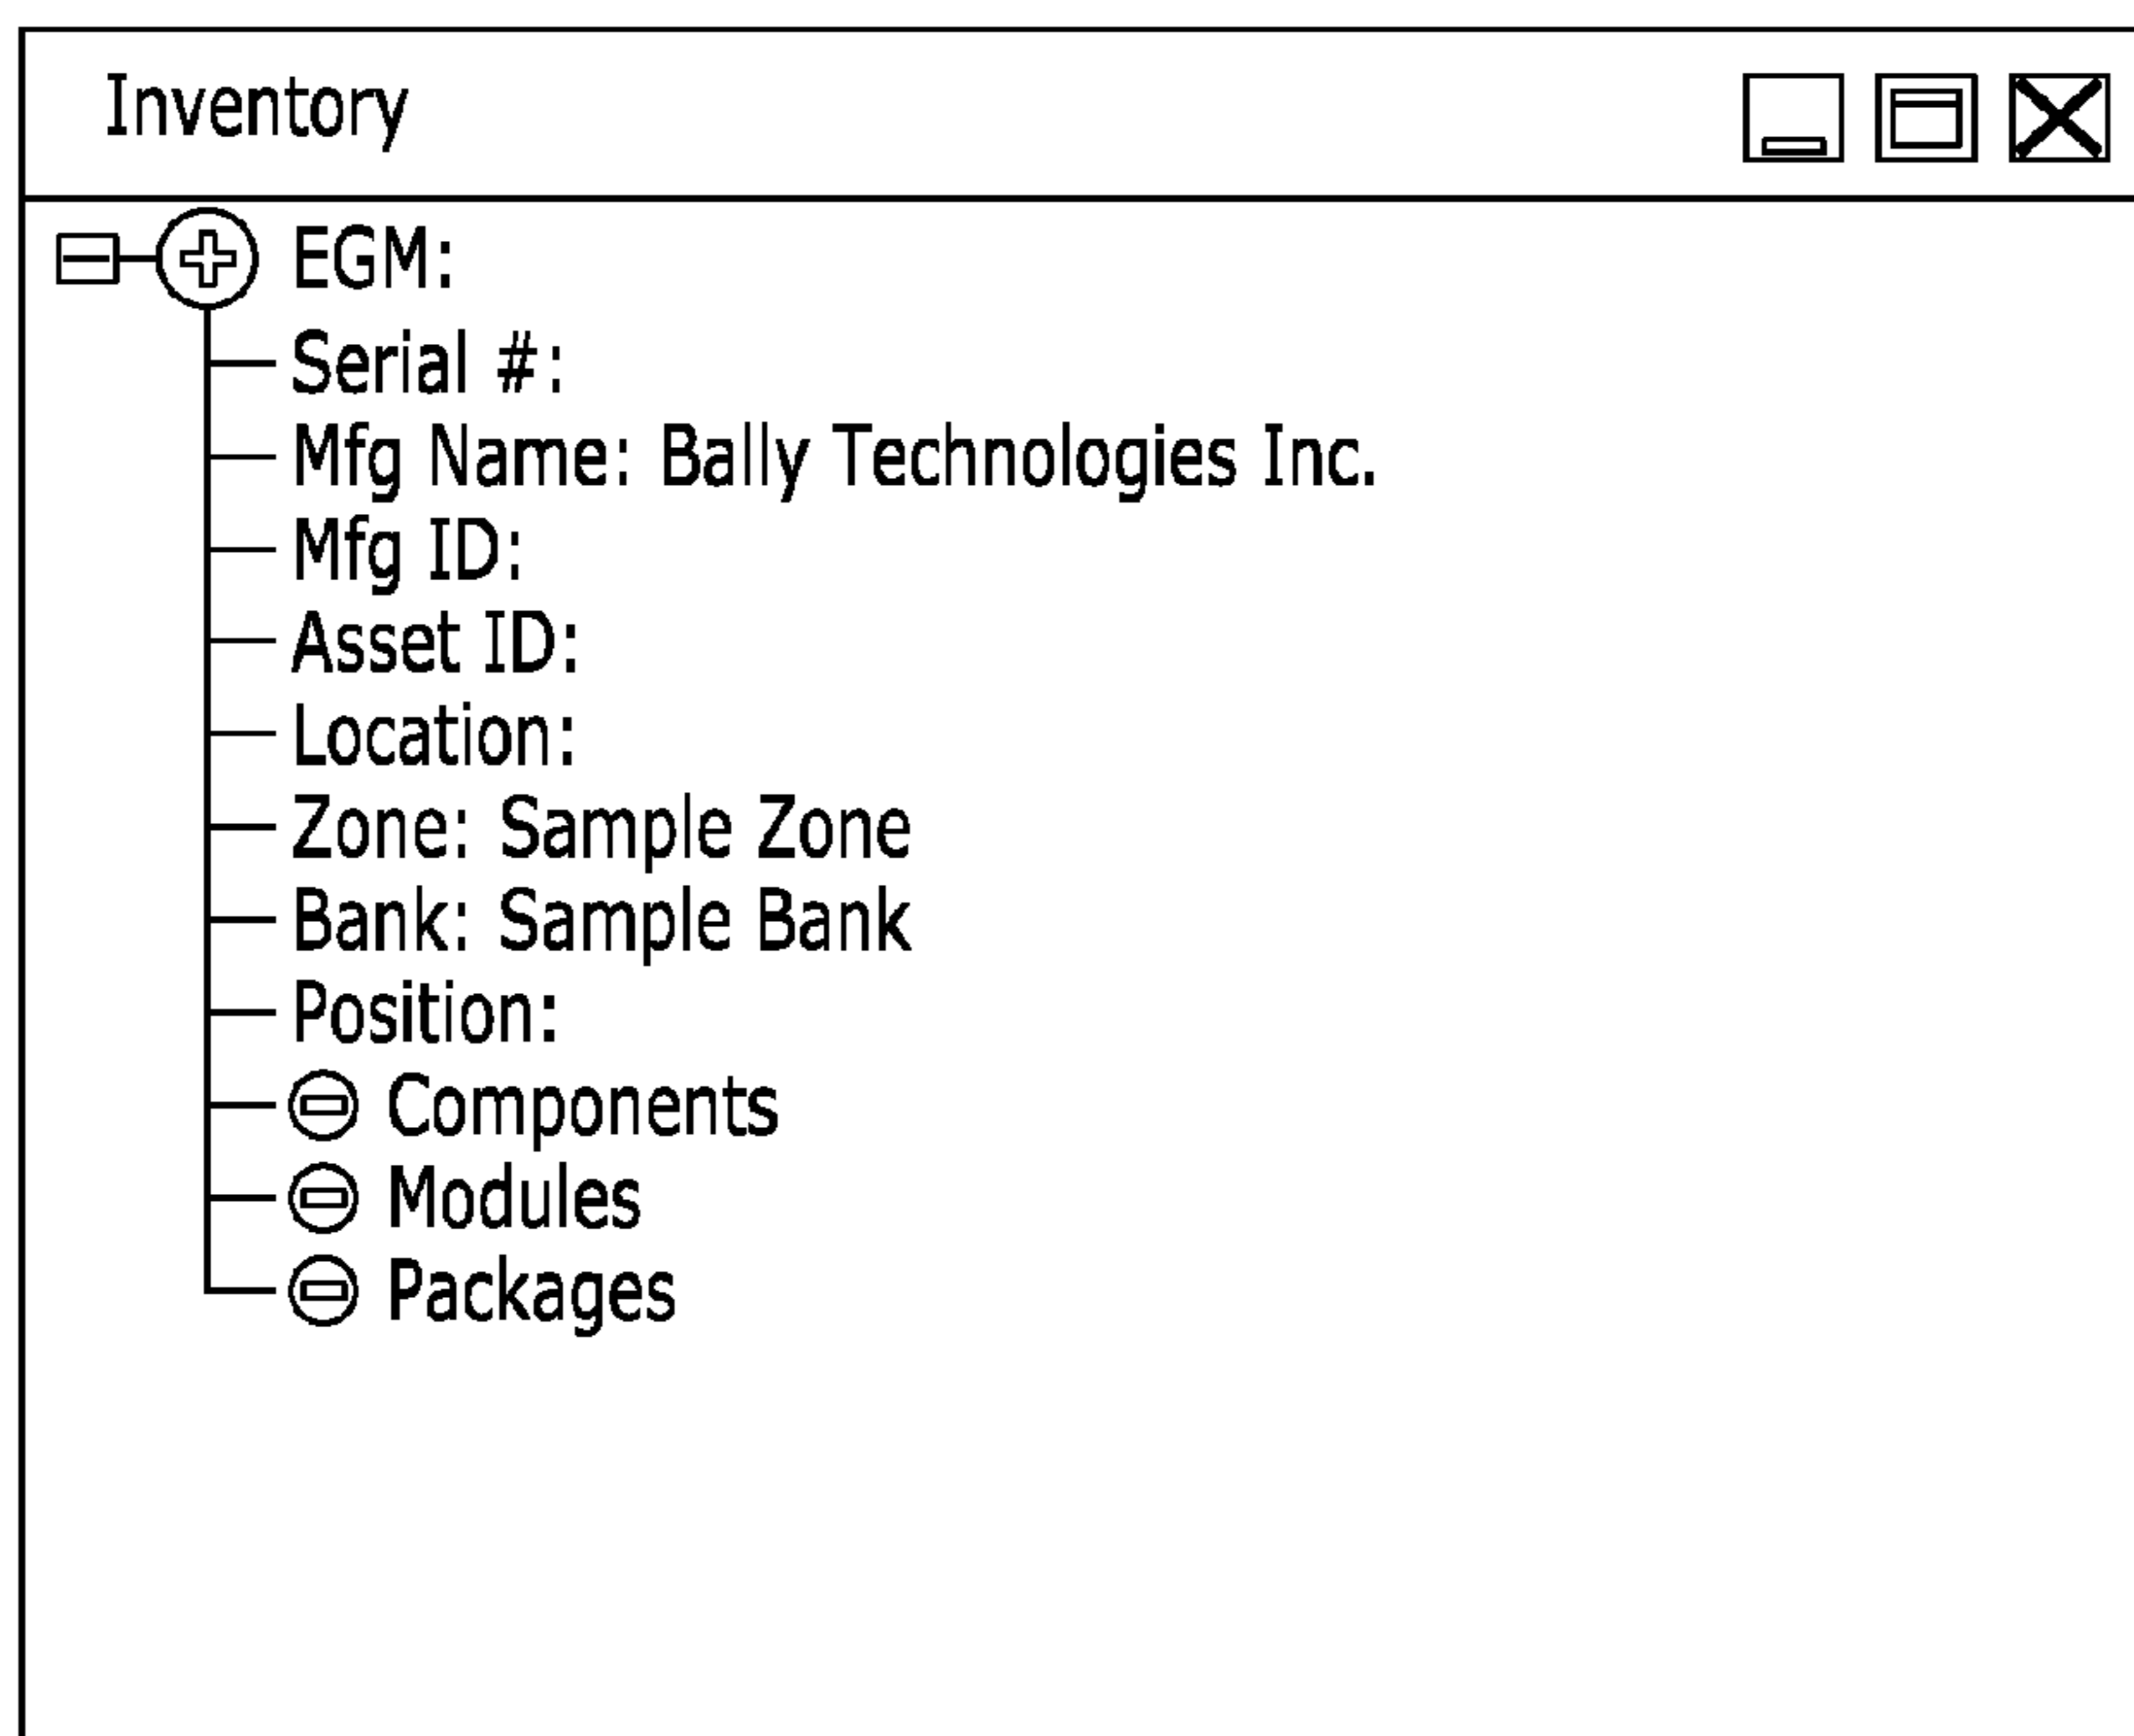 Inventory
EGM:
Serial #:
Mfg Name: Bally Technologies Inc.
Mfg ID:
Asset ID:
Location:
Zone: Sample Zone
Bank: Sample Bank
Position:
Components
Modules
Packages